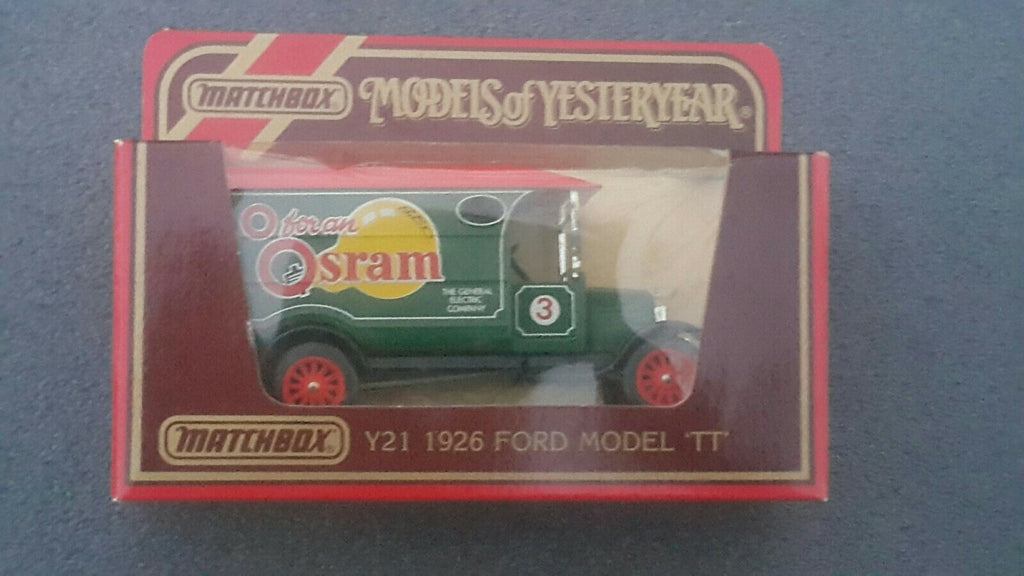 MATCHBOX
MODELS of YESTERYEAR®
O for an
Osram
THE GENERAL
ELECTRIC
COMPANY
3
MATCHBOX®
Y21 1926 FORD MODEL 'TT'